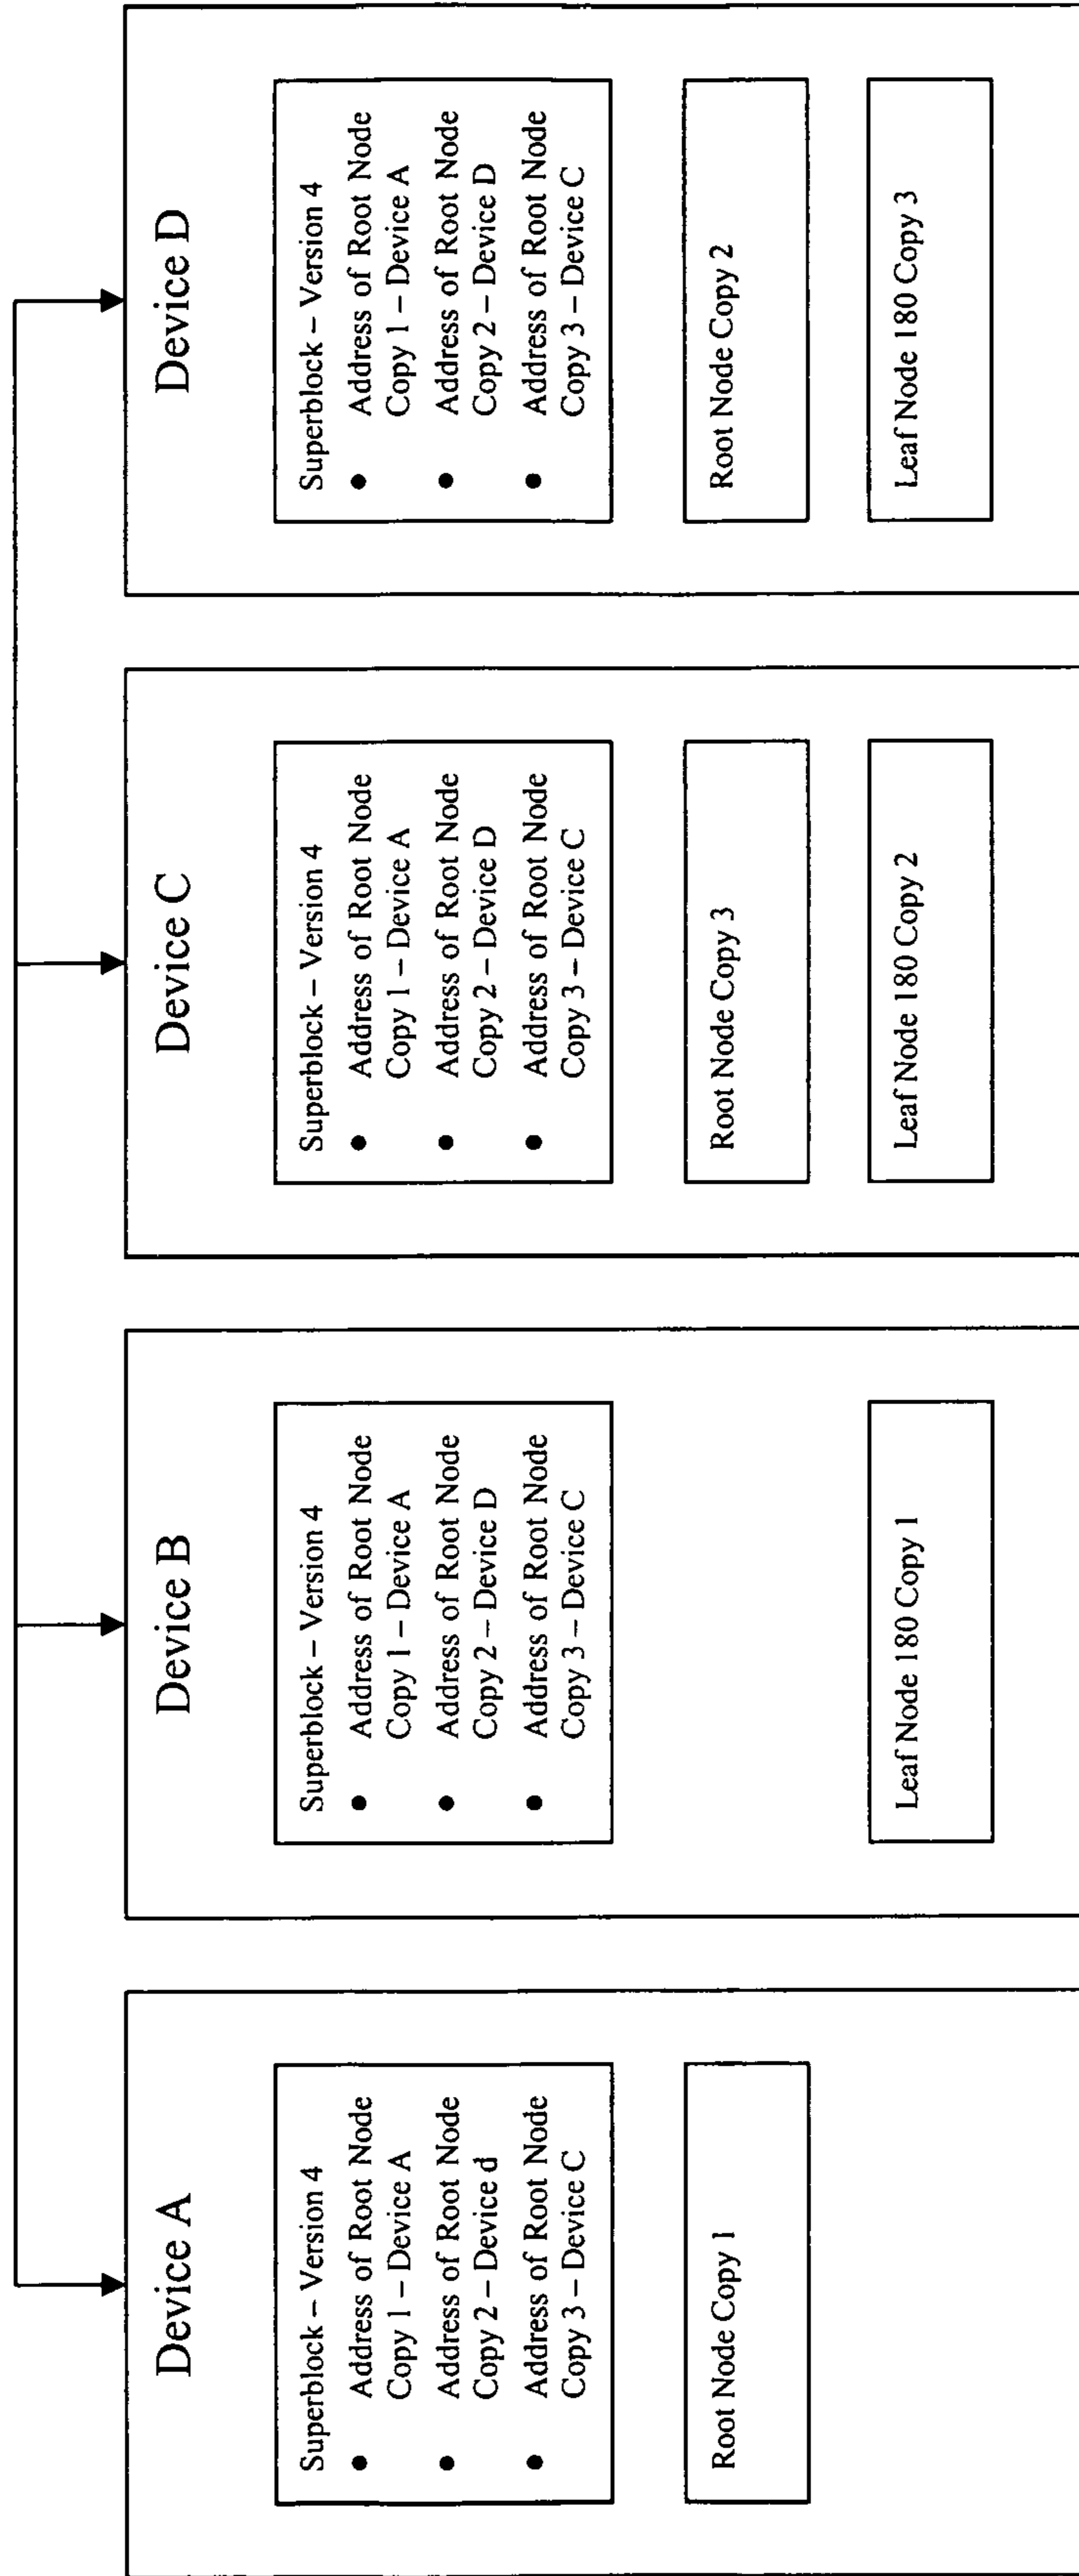 Device A
Superblock – Version 4
• Address of Root Node
Copy 1 – Device A
• Address of Root Node
Copy 2 – Device d
• Address of Root Node
Copy 3 – Device C
Root Node Copy 1
Device B
Superblock – Version 4
• Address of Root Node
Copy 1 – Device A
• Address of Root Node
Copy 2 – Device D
• Address of Root Node
Copy 3 – Device C
Leaf Node 180 Copy 1
Device C
Superblock – Version 4
• Address of Root Node
Copy 1 – Device A
• Address of Root Node
Copy 2 – Device D
• Address of Root Node
Copy 3 – Device C
Root Node Copy 3
Leaf Node 180 Copy 2
Device D
Superblock – Version 4
• Address of Root Node
Copy 1 – Device A
• Address of Root Node
Copy 2 – Device D
• Address of Root Node
Copy 3 – Device C
Root Node Copy 2
Leaf Node 180 Copy 3